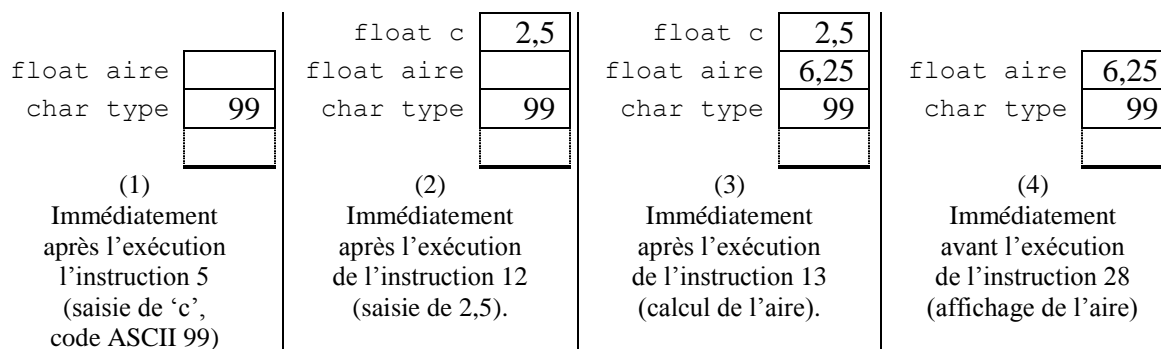 float aire
char type 99
(1)
Immédiatement
après l’exécution
l’instruction 5
(saisie de ‘c’,
code ASCII 99)
float c 2,5
float aire
char type 99
(2)
Immédiatement
après l’exécution
de l’instruction 12
(saisie de 2,5).
float c 2,5
float aire 6,25
char type 99
(3)
Immédiatement
après l’exécution
de l’instruction 13
(calcul de l’aire).
float aire 6,25
char type 99
(4)
Immédiatement
avant l’exécution
de l’instruction 28
(affichage de l’aire)